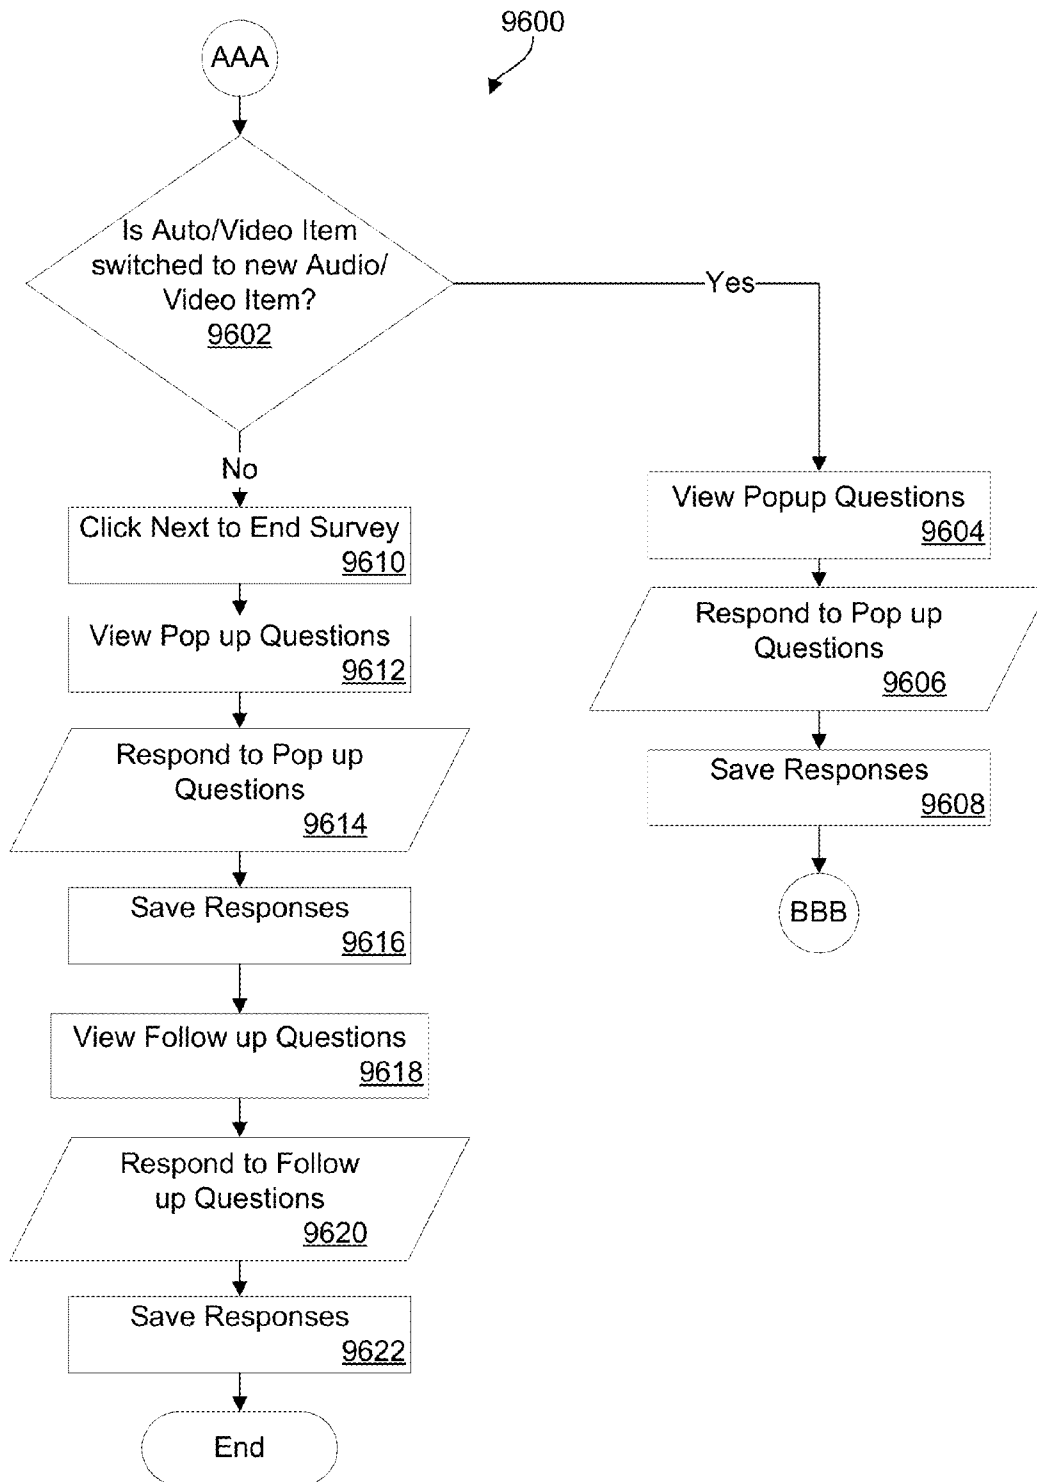 9600
AAA
Is Auto/Video Item
switched to new Audio/
Video Item?
9602
Yes
No
Click Next to End Survey
9610
View Pop up Questions
9612
Respond to Pop up
Questions
9614
Save Responses
9616
View Follow up Questions
9618
Respond to Follow
up Questions
9620
Save Responses
9622
End
View Popup Questions
9604
Respond to Pop up
Questions
9606
Save Responses
9608
BBB